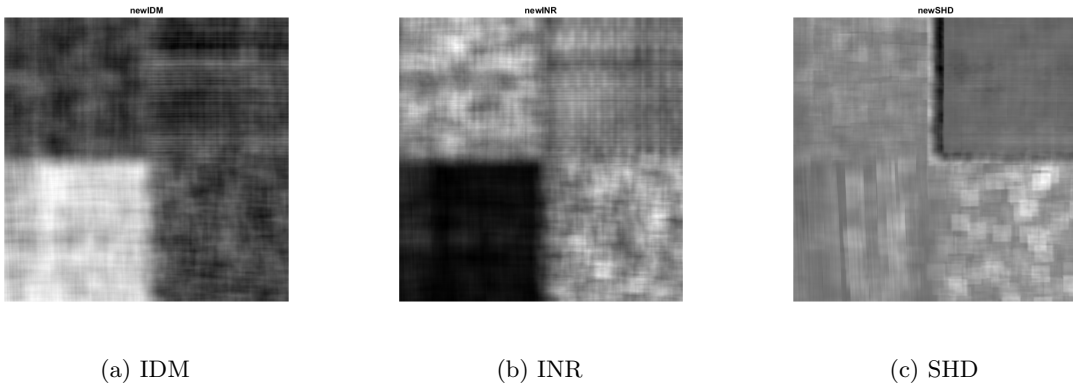 newIDM
newINR
newSHD
(a) IDM
(b) INR
(c) SHD